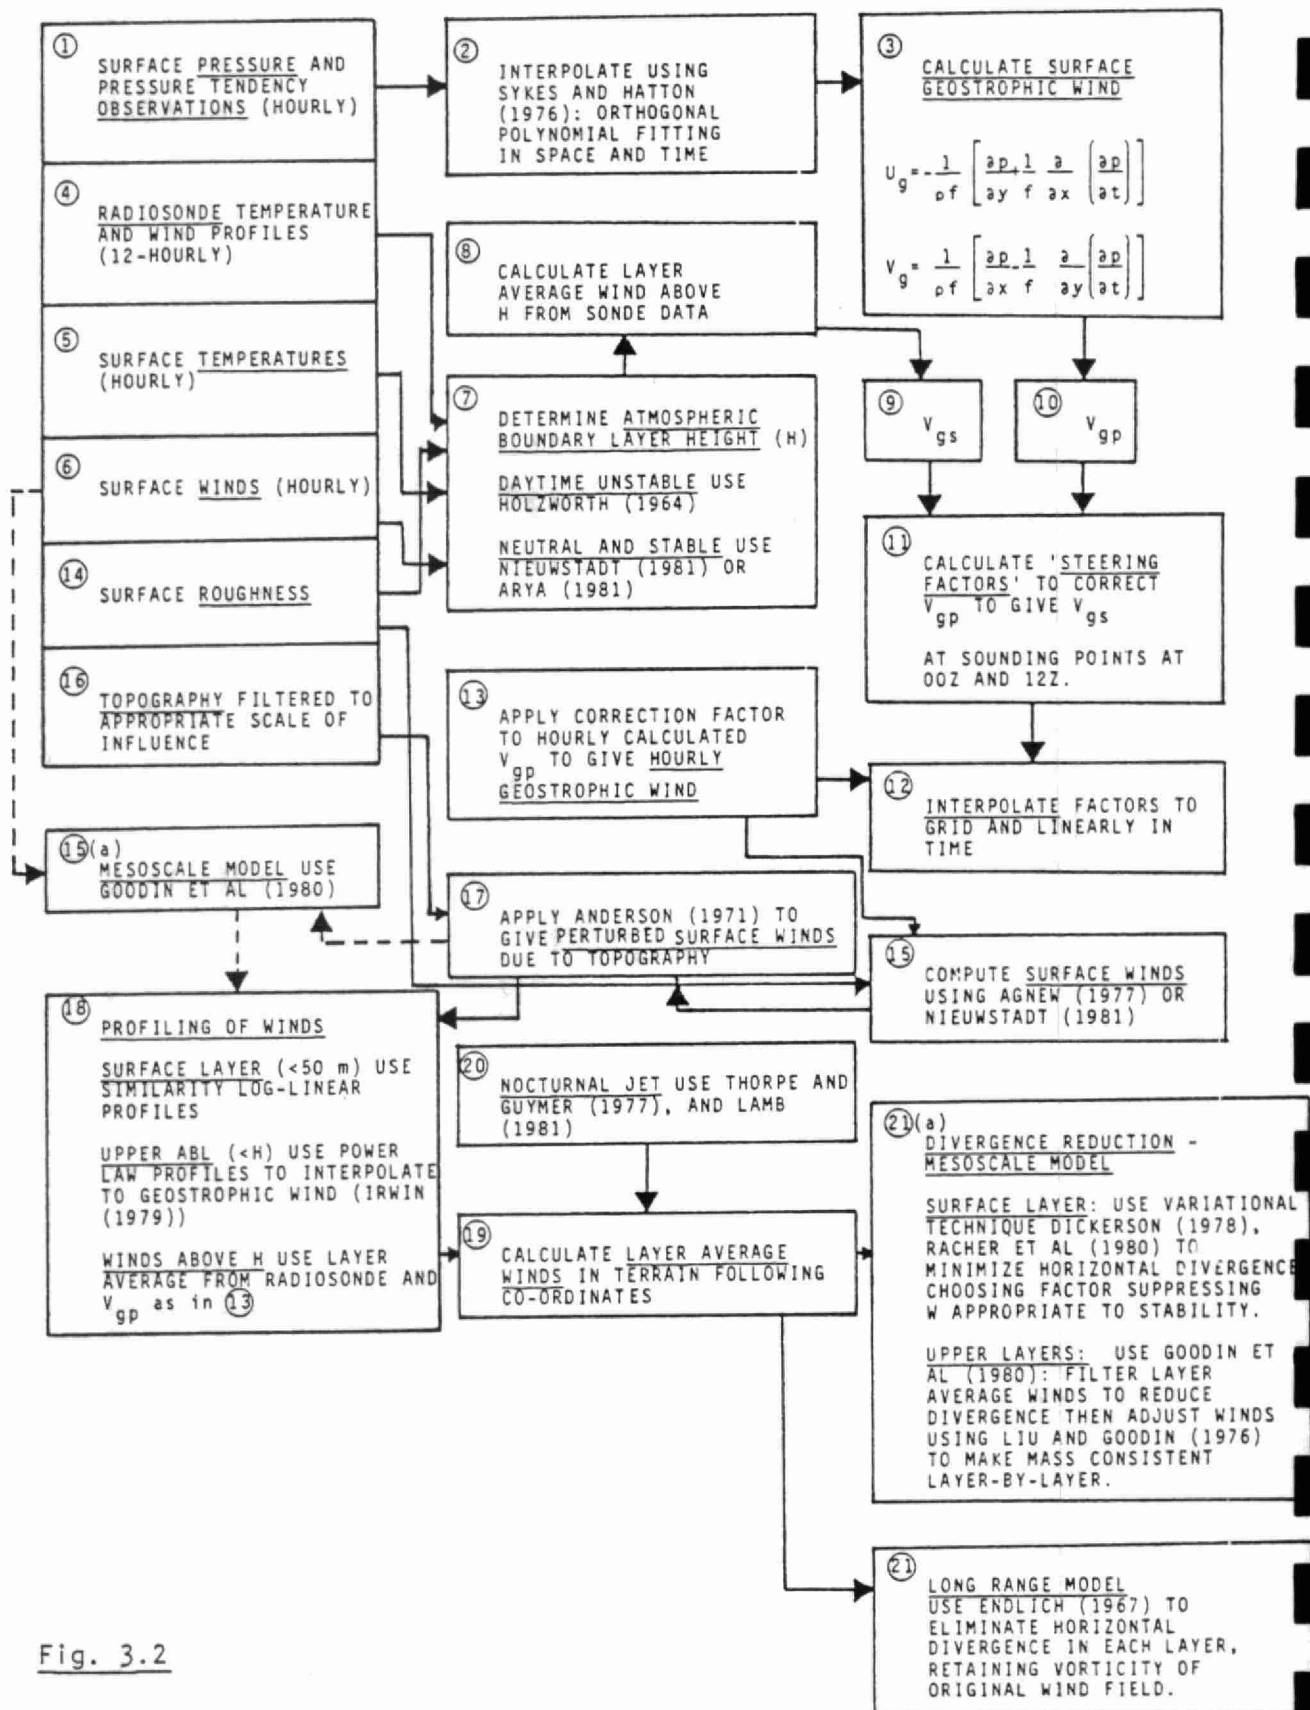 ①
SURFACE PRESSURE AND
PRESSURE TENDENCY
OBSERVATIONS (HOURLY)
②
INTERPOLATE USING
SYKES AND HATTON
(1976): ORTHOGONAL
POLYNOMIAL FITTING
IN SPACE AND TIME
③
CALCULATE SURFACE
GEOSTROPHIC WIND
U_g = -1/ρf [∂p/∂y + 1/f ∂/∂x (∂p/∂t)]
V_g = 1/ρf [∂p/∂x - 1/f ∂/∂y (∂p/∂t)]
④
RADIOSONDE TEMPERATURE
AND WIND PROFILES
(12-HOURLY)
⑤
SURFACE TEMPERATURES
(HOURLY)
⑥
SURFACE WINDS (HOURLY)
⑭
SURFACE ROUGHNESS
⑯
TOPOGRAPHY FILTERED TO
APPROPRIATE SCALE OF
INFLUENCE
⑧
CALCULATE LAYER
AVERAGE WIND ABOVE
H FROM SONDE DATA
⑦
DETERMINE ATMOSPHERIC
BOUNDARY LAYER HEIGHT (H)
DAYTIME UNSTABLE USE
HOLZWORTH (1964)
NEUTRAL AND STABLE USE
NIEUWSTADT (1981) OR
ARYA (1981)
⑨
V_gs
⑩
V_gp
⑪
CALCULATE 'STEERING
FACTORS' TO CORRECT
V_gp TO GIVE V_gs
AT SOUNDING POINTS AT
00Z AND 12Z.
⑬
APPLY CORRECTION FACTOR
TO HOURLY CALCULATED
V_gp TO GIVE HOURLY
GEOSTROPHIC WIND
⑫
INTERPOLATE FACTORS TO
GRID AND LINEARLY IN
TIME
⑮(a)
MESOSCALE MODEL USE
GOODIN ET AL (1980)
⑰
APPLY ANDERSON (1971) TO
GIVE PERTURBED SURFACE WINDS
DUE TO TOPOGRAPHY
⑮
COMPUTE SURFACE WINDS
USING AGNEW (1977) OR
NIEUWSTADT (1981)
⑱
PROFILING OF WINDS
SURFACE LAYER (<50 m) USE
SIMILARITY LOG-LINEAR
PROFILES
UPPER ABL (<H) USE POWER
LAW PROFILES TO INTERPOLATE
TO GEOSTROPHIC WIND (IRWIN
(1979))
WINDS ABOVE H USE LAYER
AVERAGE FROM RADIOSONDE AND
V_gp as in ⑬
⑳
NOCTURNAL JET USE THORPE AND
GUYMER (1977), AND LAMB
(1981)
⑲
CALCULATE LAYER AVERAGE
WINDS IN TERRAIN FOLLOWING
CO-ORDINATES
㉑(a)
DIVERGENCE REDUCTION -
MESOSCALE MODEL
SURFACE LAYER: USE VARIATIONAL
TECHNIQUE DICKERSON (1978),
RACHER ET AL (1980) TO
MINIMIZE HORIZONTAL DIVERGENCE
CHOOSING FACTOR SUPPRESSING
W APPROPRIATE TO STABILITY.
UPPER LAYERS: USE GOODIN ET
AL (1980): FILTER LAYER
AVERAGE WINDS TO REDUCE
DIVERGENCE THEN ADJUST WINDS
USING LIU AND GOODIN (1976)
TO MAKE MASS CONSISTENT
LAYER-BY-LAYER.
㉑
LONG RANGE MODEL
USE ENDLICH (1967) TO
ELIMINATE HORIZONTAL
DIVERGENCE IN EACH LAYER,
RETAINING VORTICITY OF
ORIGINAL WIND FIELD.
Fig. 3.2